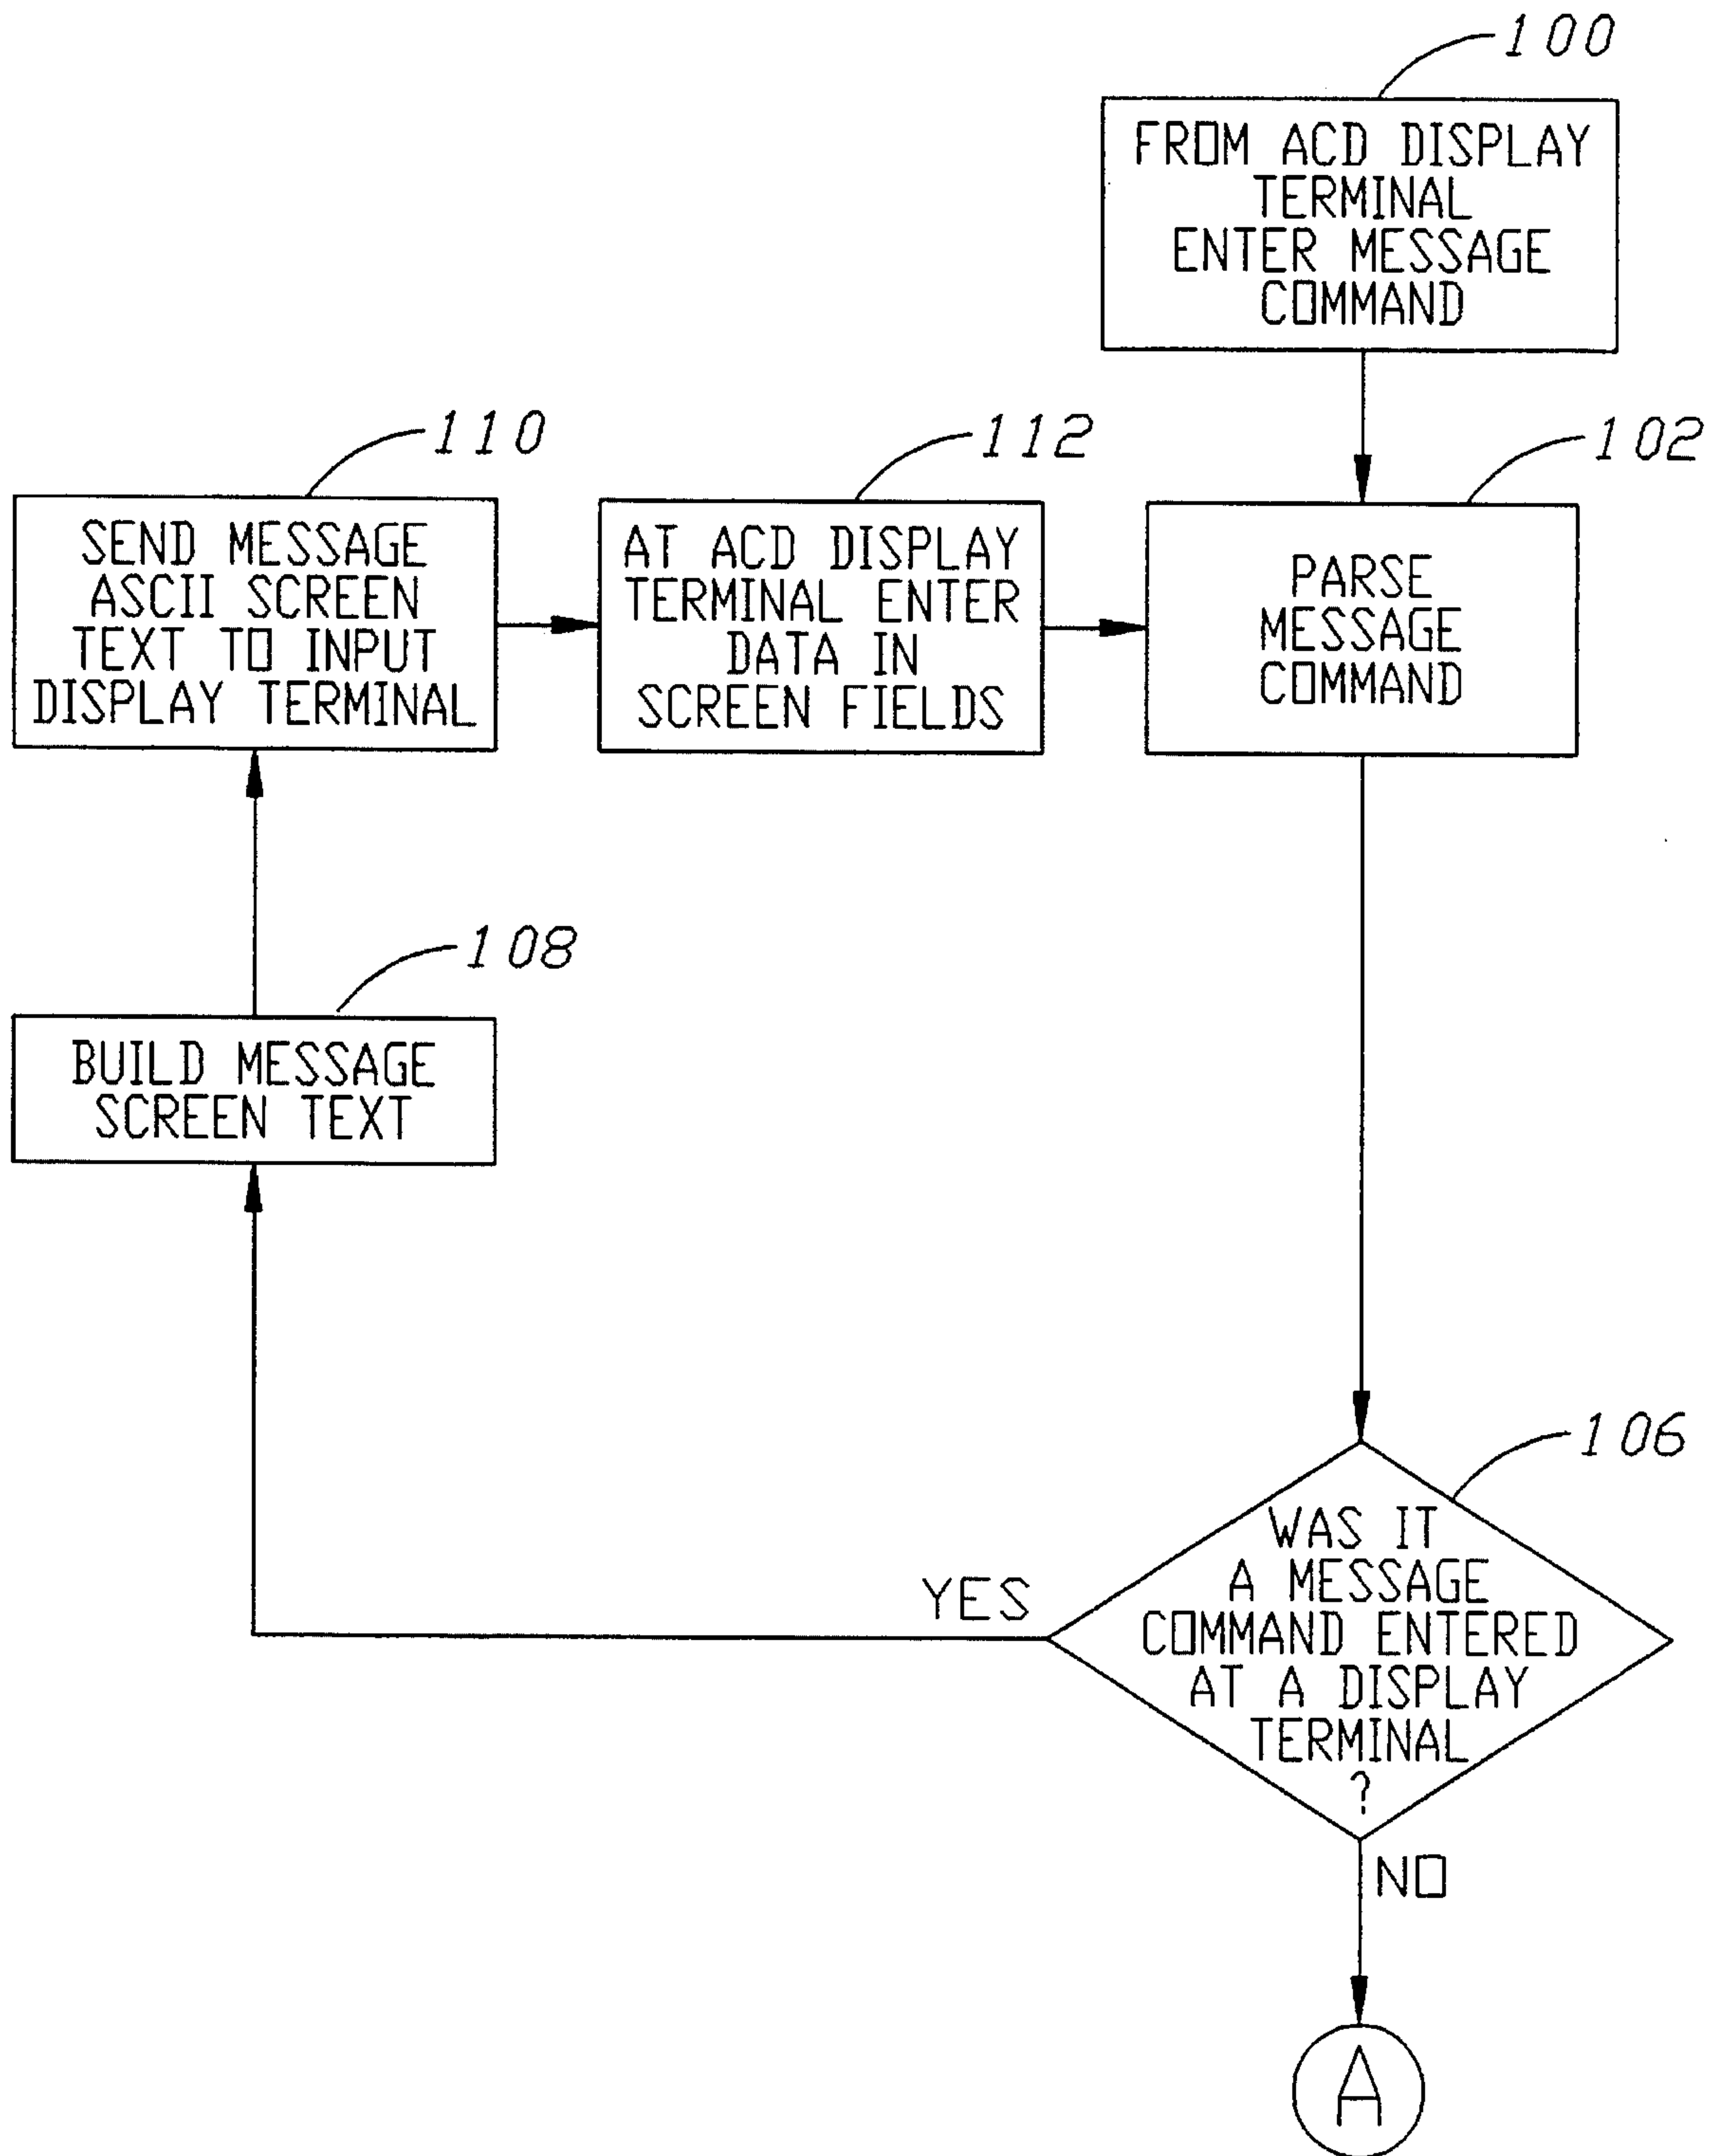 100
FROM ACD DISPLAY
TERMINAL
ENTER MESSAGE
COMMAND
110
SEND MESSAGE
ASCII SCREEN
TEXT TO INPUT
DISPLAY TERMINAL
112
AT ACD DISPLAY
TERMINAL ENTER
DATA IN
SCREEN FIELDS
102
PARSE
MESSAGE
COMMAND
108
BUILD MESSAGE
SCREEN TEXT
106
WAS IT
A MESSAGE
COMMAND ENTERED
AT A DISPLAY
TERMINAL
?
YES
NO
A